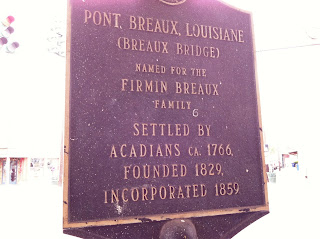 PONT BREAUX, LOUISIANE
(BREAUX BRIDGE)
NAMED FOR THE
FIRMIN BREAUX
FAMILY
SETTLED BY
ACADIANS CA. 1766,
FOUNDED 1829,
INCORPORATED 1859